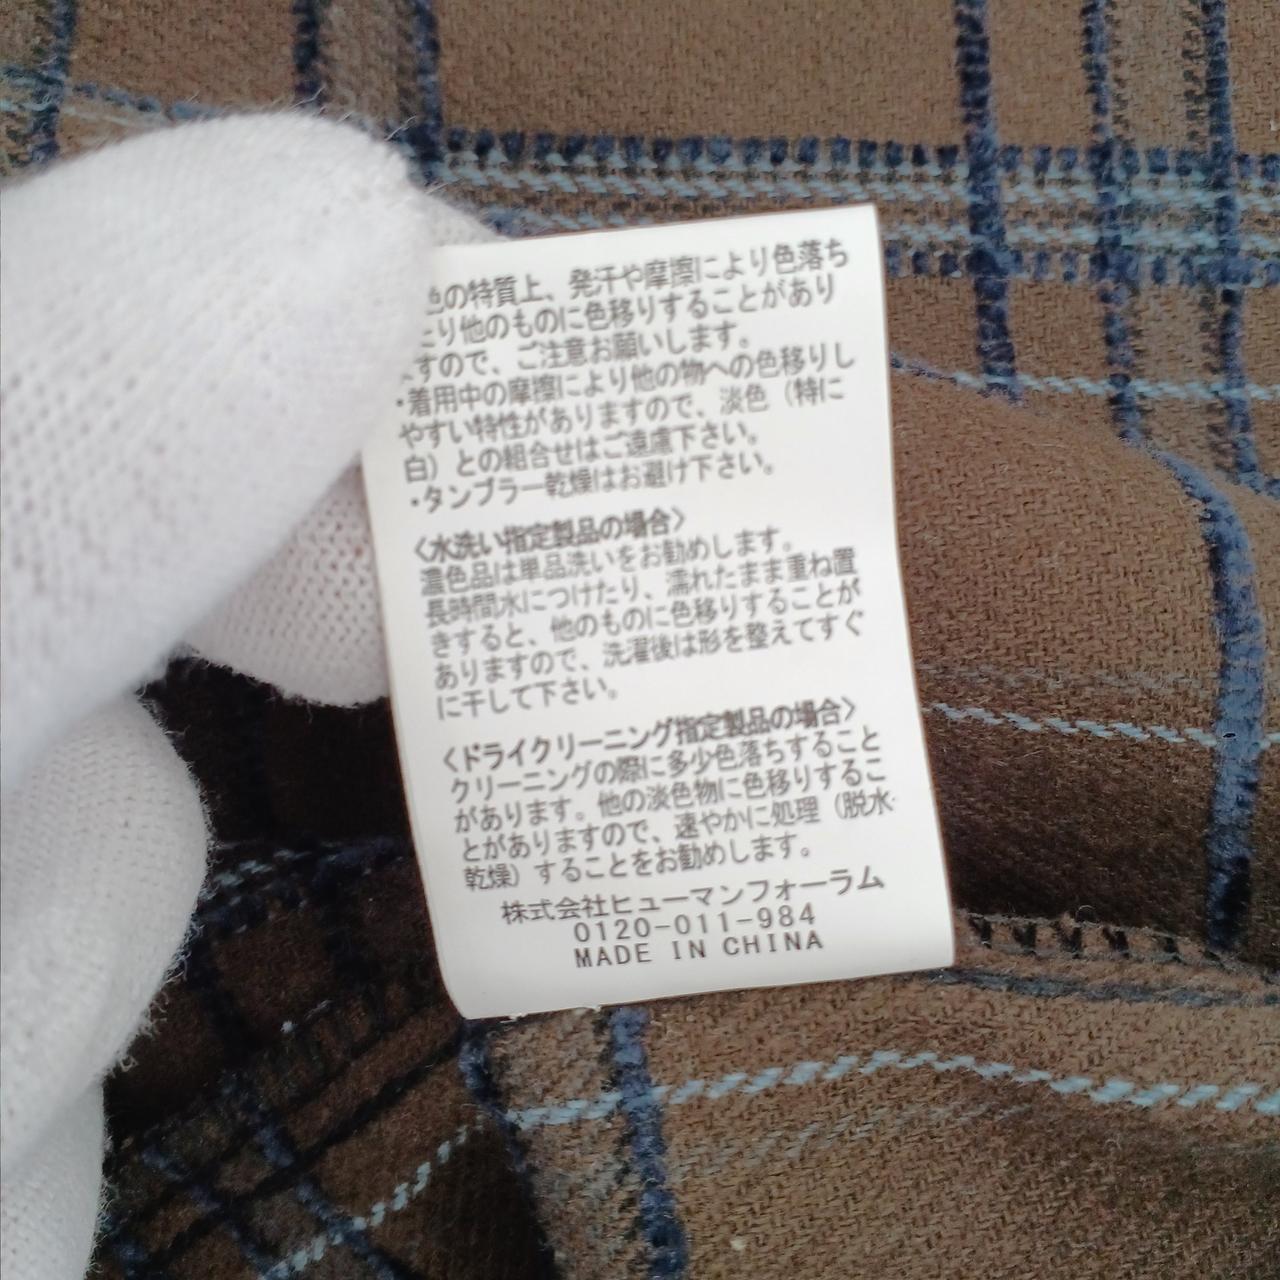 色の特質上、発汗や摩擦により色落ち
たり他のものに色移りすることがあり
ますので、ご注意お願いします。
・着用中の摩擦により他の物への色移りし
やすい特性がありますので、淡色（特に
白）との組合せはご遠慮下さい。
・タンブラー乾燥はお避け下さい。
〈水洗い指定製品の場合〉
濃色品は単品洗いをお勧めします。
長時間水につけたり、濡れたまま重ね置
きすると、他のものに色移りすることが
ありますので、洗濯後は形を整えてすぐ
に干して下さい。
〈ドライクリーニング指定製品の場合〉
クリーニングの際に多少色落ちすること
があります。他の淡色物に色移りするこ
とがありますので、速やかに処理（脱水・
乾燥）することをお勧めします。
株式会社ヒューマンフォーラム
0120-011-984
MADE IN CHINA